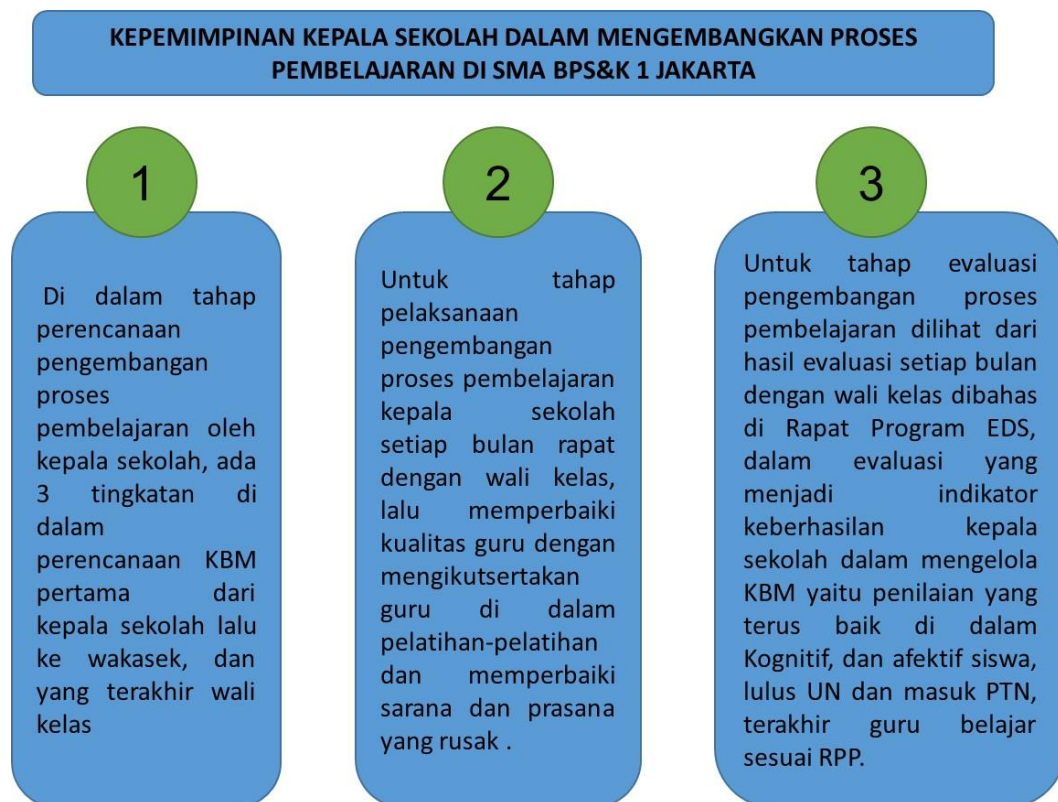 KEPEMIMPINAN KEPALA SEKOLAH DALAM MENGEMBANGKAN PROSES
PEMBELAJARAN DI SMA BPS&K 1 JAKARTA
1
Di dalam tahap
perencanaan
pengembangan
proses
pembelajaran oleh
kepala sekolah, ada
3 tingkatan di
dalam
perencanaan KBM
pertama dari
kepala sekolah lalu
ke wakasek, dan
yang terakhir wali
kelas
2
Untuk tahap
pelaksanaan
pengembangan
proses pembelajaran
kepala sekolah
setiap bulan rapat
dengan wali kelas,
lalu memperbaiki
kualitas guru dengan
mengikutsertakan
guru di dalam
pelatihan-pelatihan
dan memperbaiki
sarana dan prasana
yang rusak .
3
Untuk tahap evaluasi
pengembangan proses
pembelajaran dilihat dari
hasil evaluasi setiap bulan
dengan wali kelas dibahas
di Rapat Program EDS,
dalam evaluasi yang
menjadi indikator
keberhasilan kepala
sekolah dalam mengelola
KBM yaitu penilaian yang
terus baik di dalam
Kognitif, dan afektif siswa,
lulus UN dan masuk PTN,
terakhir guru belajar
sesuai RPP.